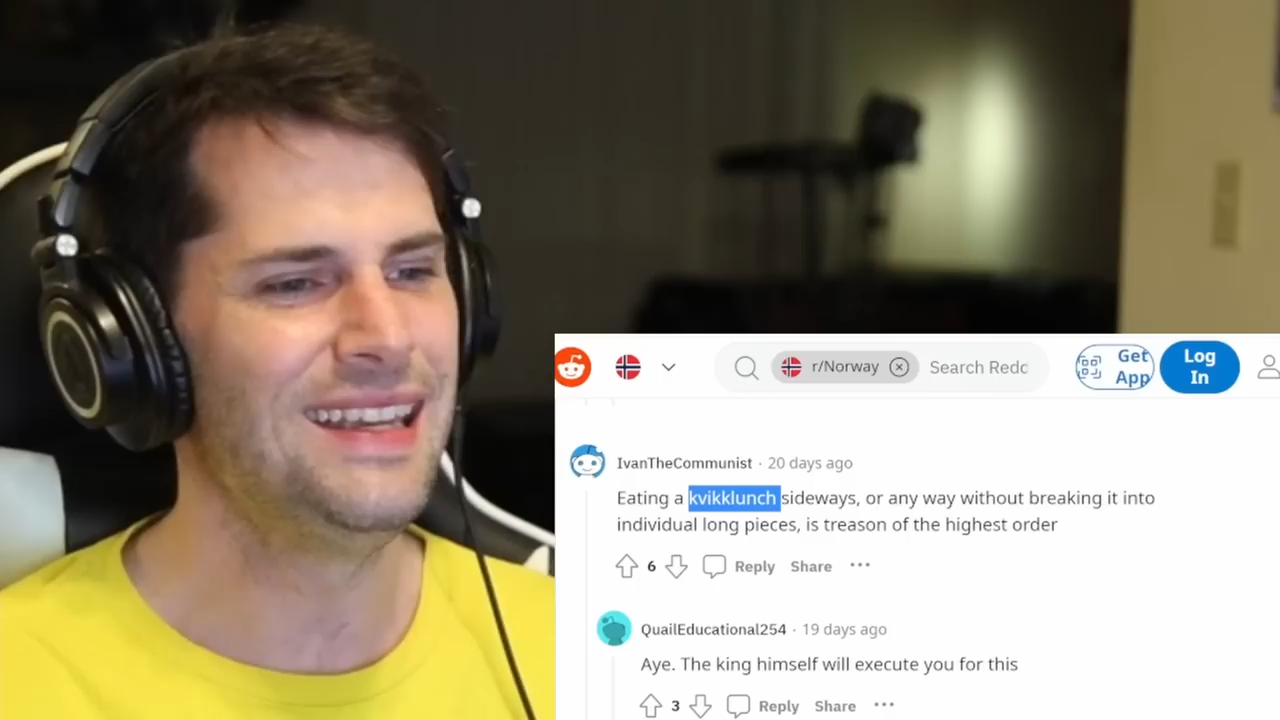 r/Norway
Search Redc
Get App
Log In
IvanTheCommunist · 20 days ago
Eating a kvikklunch sideways, or any way without breaking it into
individual long pieces, is treason of the highest order
6 Reply Share
QuailEducational254 · 19 days ago
Aye. The king himself will execute you for this
3 Reply Share